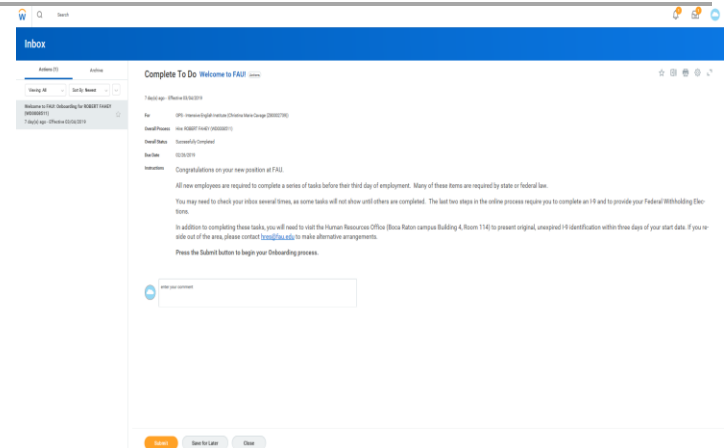 Search
Inbox
Actions (1) Archive
Viewing: All Sort By: Newest
Welcome to FAU!: Onboarding for ROBERT FAHEY
7 day(s) ago - Effective 03/04/2019
Complete To Do Welcome to FAU!
7 day(s) ago - Effective 03/04/2019
For
Overall Process Hire: ROBERT FAHEY
Overall Status Successfully Completed
Due Date
Instructions Congratulations on your new position at FAU.
All new employees are required to complete a series of tasks before their third day of employment. Many of these items are required by state or federal law.
You may need to check your inbox several times, as some tasks will not show until others are completed. The last two steps in the online process require you to complete an I-9 and to provide your Federal Withholding Elec-
tions.
In addition to completing these tasks, you will need to visit the Human Resources Office (Boca Raton campus Building 4, Room 114) to present original, unexpired I-9 identification within three days of your start date. If you re-
side out of the area, please contact hres@fau.edu to make alternative arrangements.
Press the Submit button to begin your Onboarding process.
enter your comment
Submit Save for Later Close